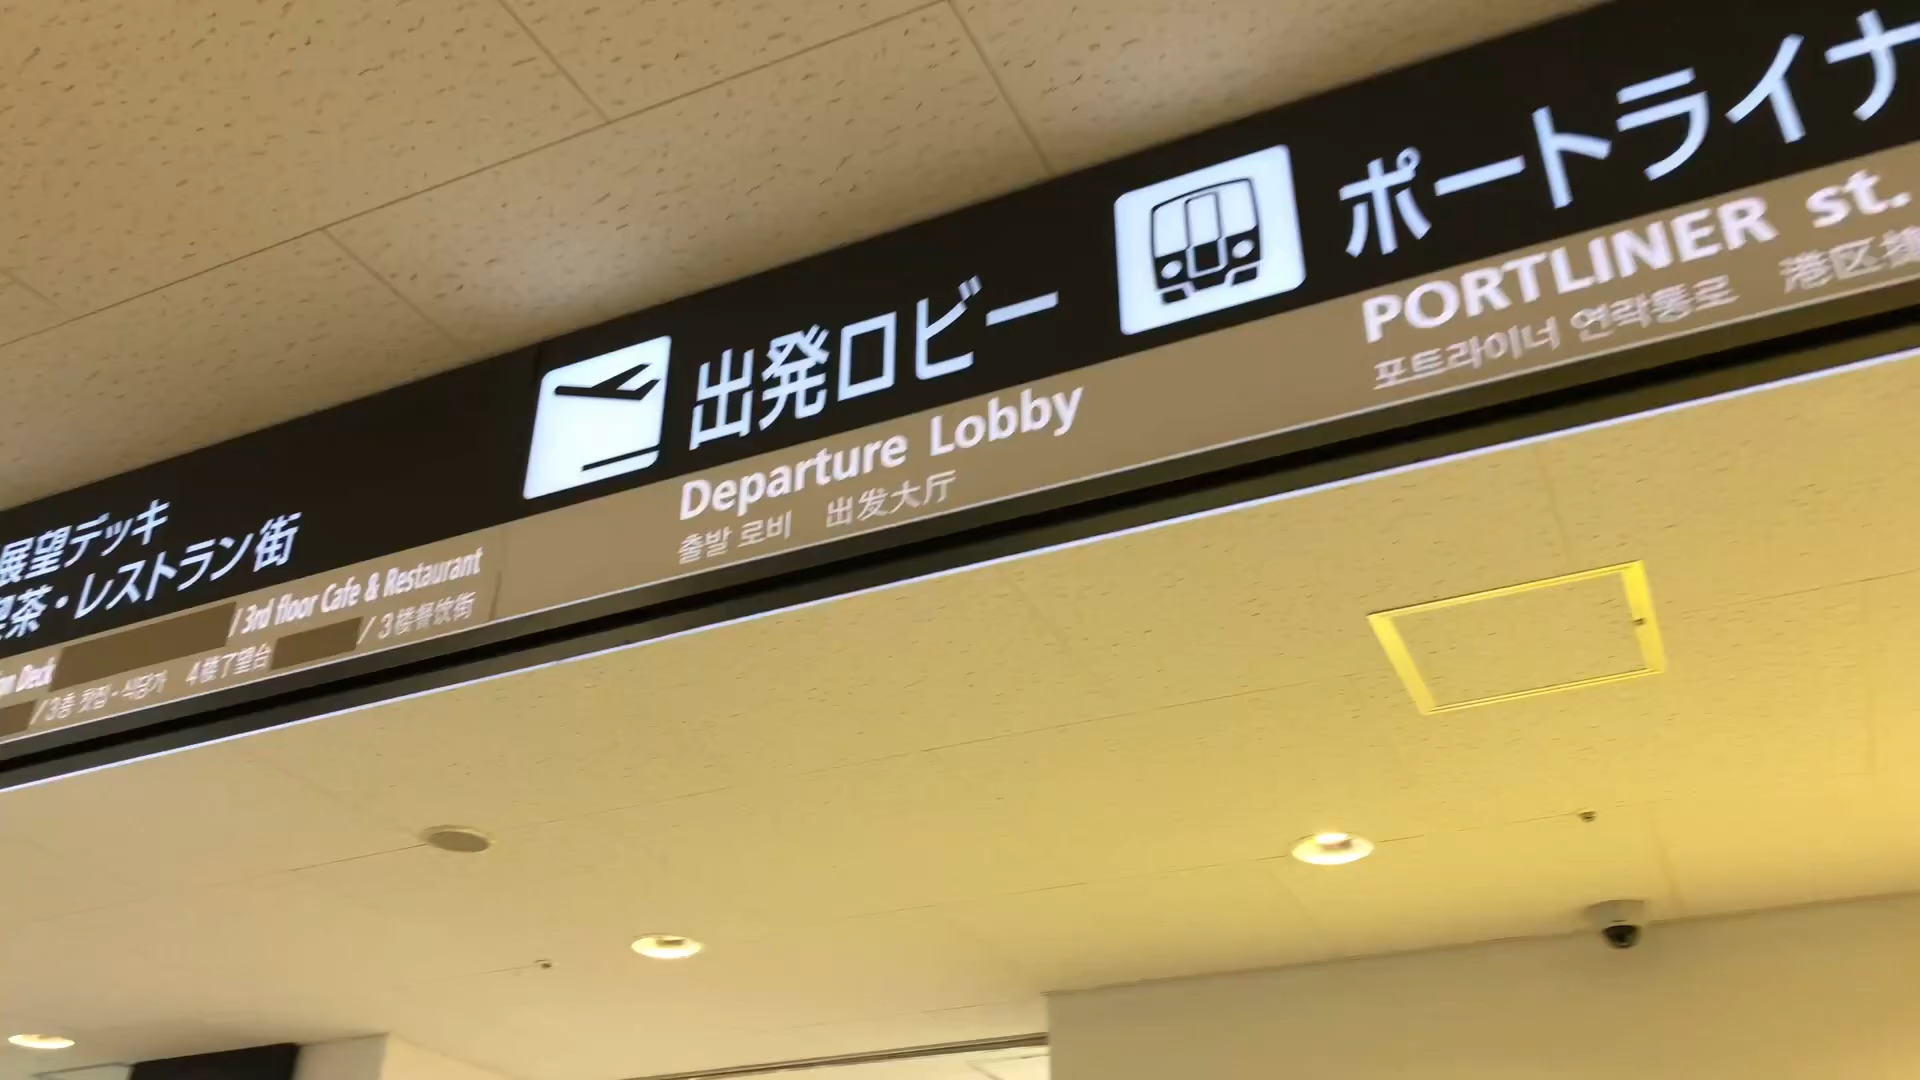 展望デッキ
茶・レストラン街
Deck / 3rd floor Cafe & Restaurant
/ 3층 찻집・식당가 4楼了望台 / 3楼餐饮街
出発ロビー
Departure Lobby
출발 로비 出发大厅
ポートライナ
PORTLINER st.
포트라이너 연락통로 港区